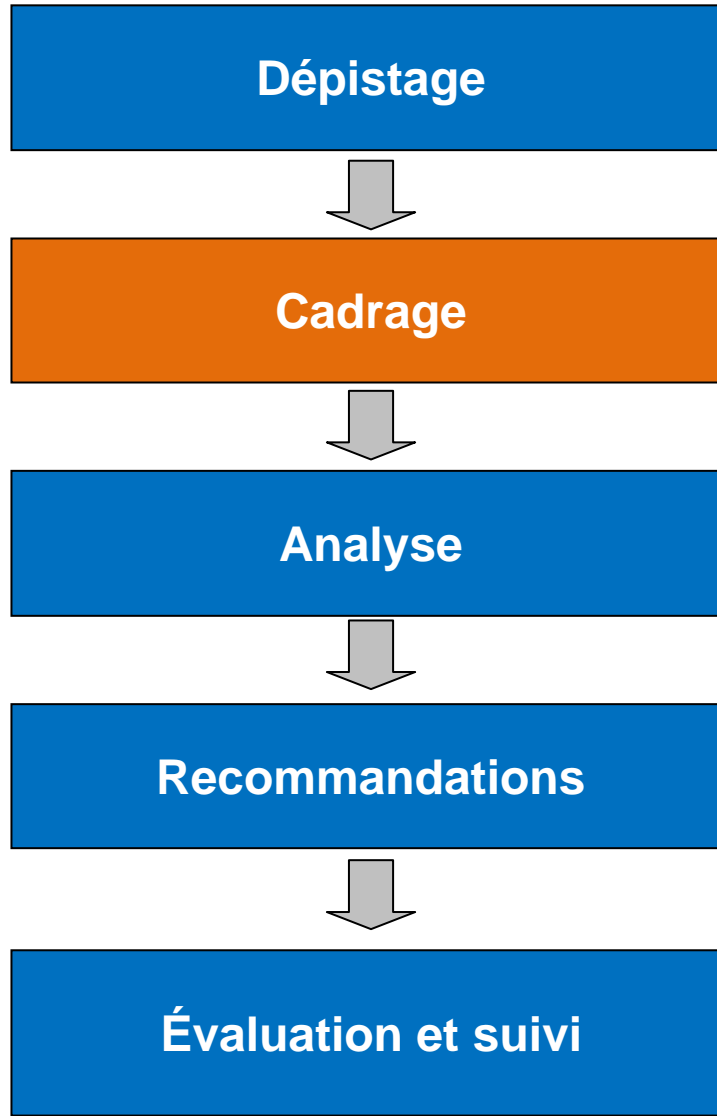 Dépistage
Cadrage
Analyse
Recommandations
Évaluation et suivi